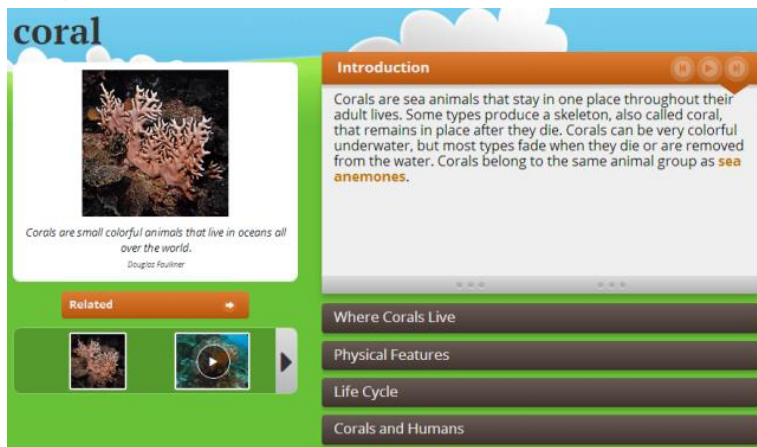 coral
Corals are small colorful animals that live in oceans all
over the world.
Douglas Faulkner
Related
Introduction
Corals are sea animals that stay in one place throughout their
adult lives. Some types produce a skeleton, also called coral,
that remains in place after they die. Corals can be very colorful
underwater, but most types fade when they die or are removed
from the water. Corals belong to the same animal group as sea
anemones.
Where Corals Live
Physical Features
Life Cycle
Corals and Humans